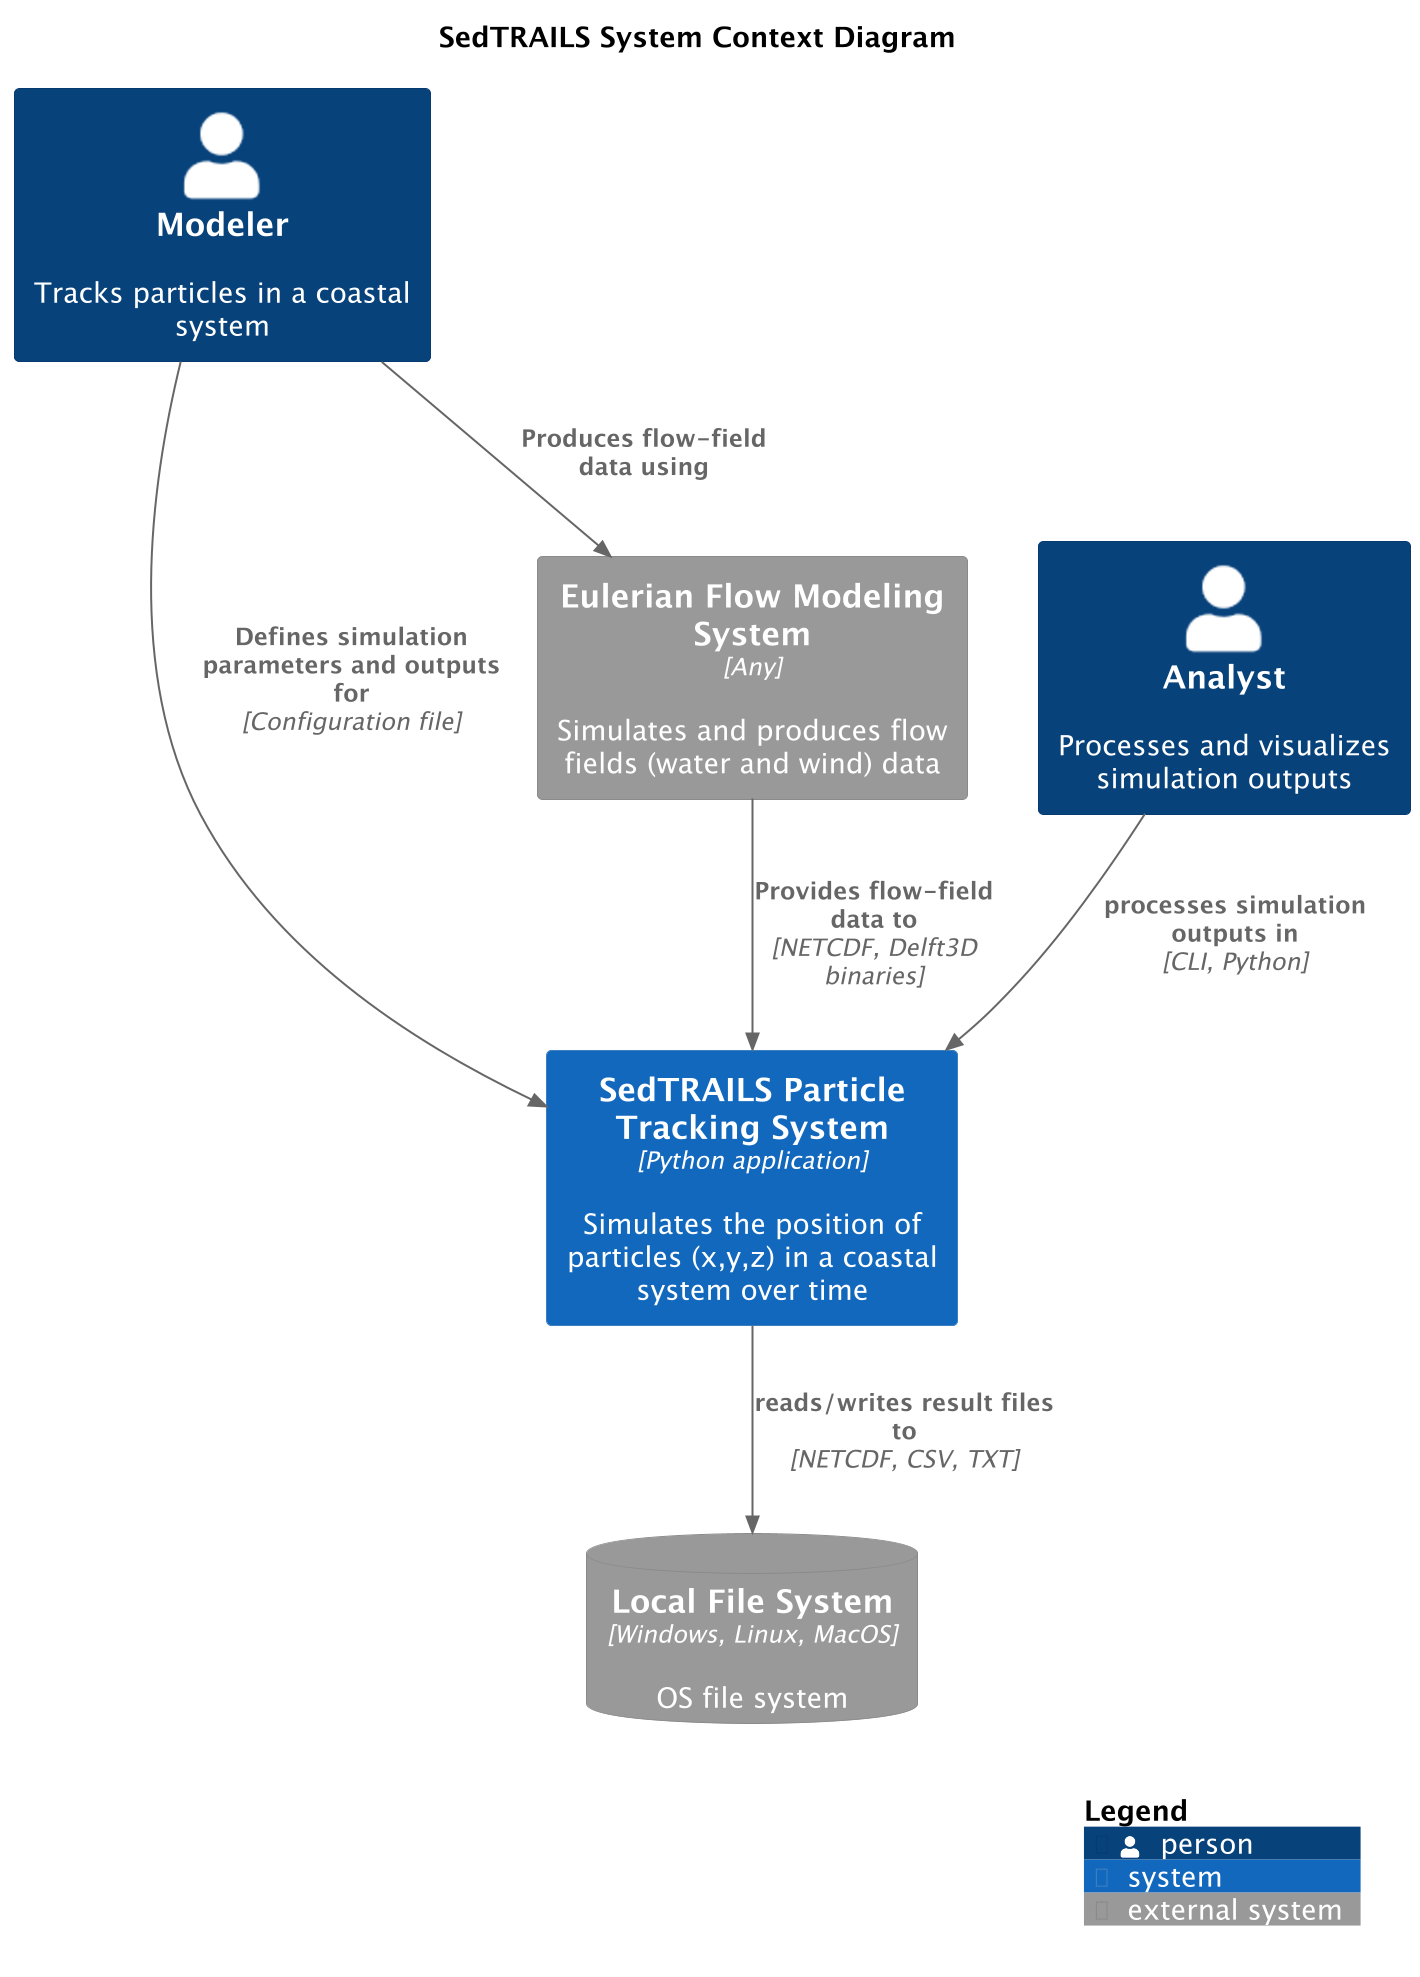 SedTRAILS System Context Diagram
Modeler
Tracks particles in a coastal
system
Produces flow-field
data using
Defines simulation
parameters and outputs
for
[Configuration file]
Eulerian Flow Modeling
System
[Any]
Simulates and produces flow
fields (water and wind) data
Analyst
Processes and visualizes
simulation outputs
Provides flow-field
data to
[NETCDF, Delft3D
binaries]
processes simulation
outputs in
[CLI, Python]
SedTRAILS Particle
Tracking System
[Python application]
Simulates the position of
particles (x,y,z) in a coastal
system over time
reads/writes result files
to
[NETCDF, CSV, TXT]
Local File System
[Windows, Linux, MacOS]
OS file system
Legend
person
system
external system